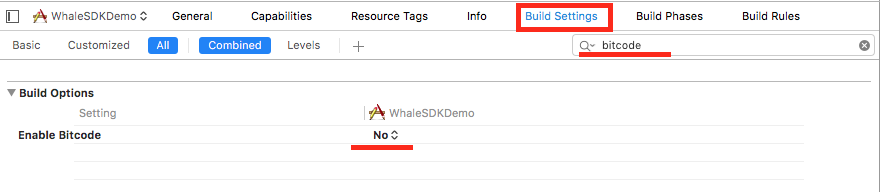 WhaleSDKDemo General Capabilities Resource Tags Info Build Settings Build Phases Build Rules
Basic Customized All Combined Levels + bitcode
Build Options
Setting WhaleSDKDemo
Enable Bitcode No